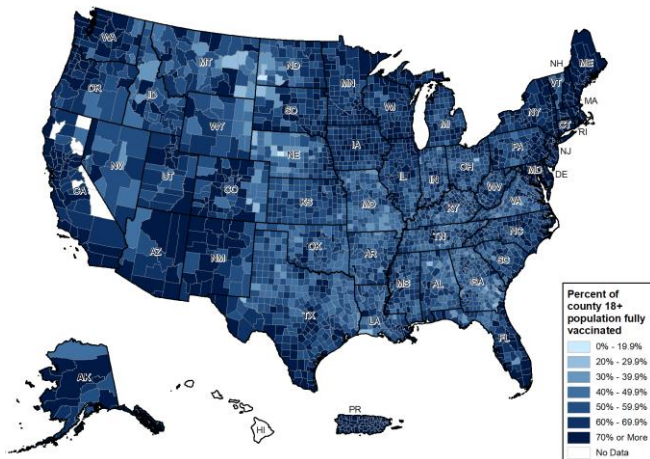 WA
MT
ND
MN
ME
NH
VT
OR
ID
SD
WI
MI
NY
MA
WY
CT
RI
NE
IA
PA
NJ
NV
UT
CO
IL
IN
OH
MD
DE
CA
KS
MO
WV
VA
KY
AZ
NM
OK
AR
TN
NC
SC
MS
AL
GA
TX
LA
FL
AK
HI
PR
Percent of
county 18+
population fully
vaccinated
0% - 19.9%
20% - 29.9%
30% - 39.9%
40% - 49.9%
50% - 59.9%
60% - 69.9%
70% or More
No Data